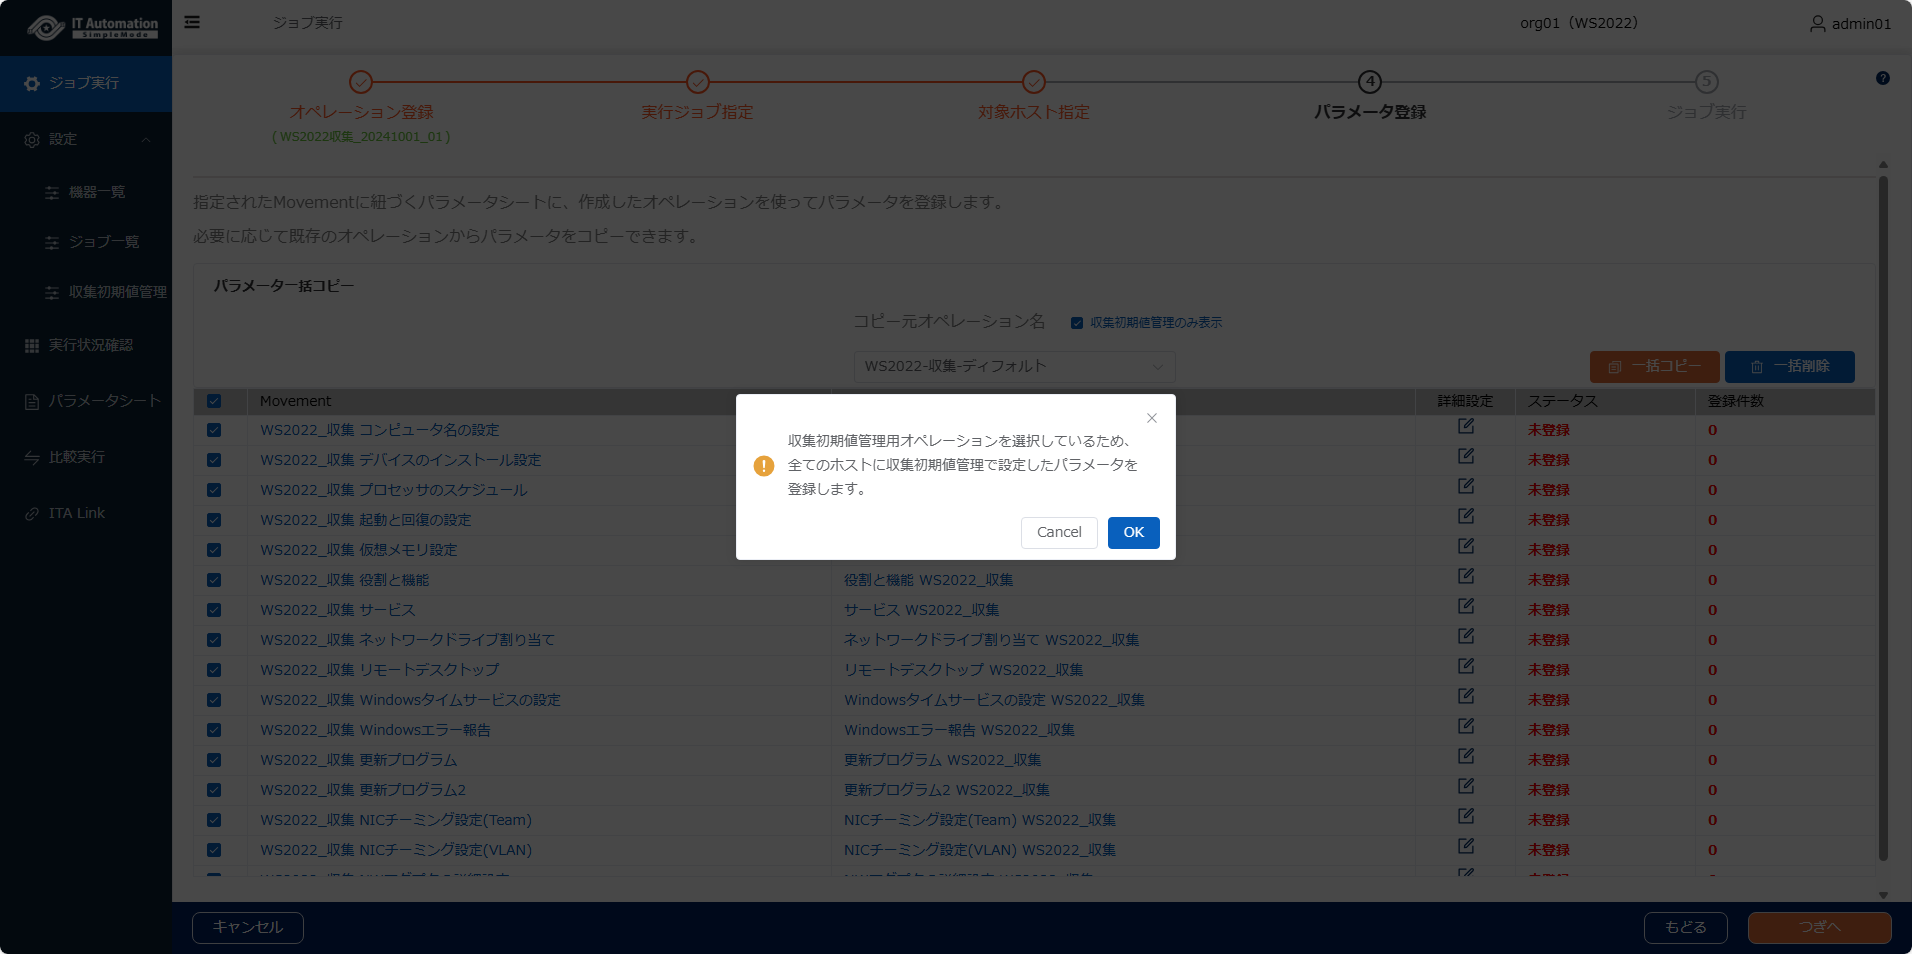 IT Automation
SimpleMode
ジョブ実行
org01（WS2022）
admin01
ジョブ実行
設定
機器一覧
ジョブ一覧
収集初期値管理
実行状況確認
パラメータシート
比較実行
ITA Link
オペレーション登録
( WS2022収集_20241001_01 )
実行ジョブ指定
対象ホスト指定
4
パラメータ登録
5
ジョブ実行
?
指定されたMovementに紐づくパラメータシートに、作成したオペレーションを使ってパラメータを登録します。
必要に応じて既存のオペレーションからパラメータをコピーできます。
パラメータ一括コピー
コピー元オペレーション名 収集初期値管理のみ表示
WS2022-収集-ディフォルト
一括コピー 一括削除
Movement 詳細設定 ステータス 登録件数
WS2022_収集 コンピュータ名の設定 未登録 0
WS2022_収集 デバイスのインストール設定 未登録 0
WS2022_収集 プロセッサのスケジュール 未登録 0
WS2022_収集 起動と回復の設定 未登録 0
WS2022_収集 仮想メモリ設定 未登録 0
WS2022_収集 役割と機能 役割と機能 WS2022_収集 未登録 0
WS2022_収集 サービス サービス WS2022_収集 未登録 0
WS2022_収集 ネットワークドライブ割り当て ネットワークドライブ割り当て WS2022_収集 未登録 0
WS2022_収集 リモートデスクトップ リモートデスクトップ WS2022_収集 未登録 0
WS2022_収集 Windowsタイムサービスの設定 Windowsタイムサービスの設定 WS2022_収集 未登録 0
WS2022_収集 Windowsエラー報告 Windowsエラー報告 WS2022_収集 未登録 0
WS2022_収集 更新プログラム 更新プログラム WS2022_収集 未登録 0
WS2022_収集 更新プログラム2 更新プログラム2 WS2022_収集 未登録 0
WS2022_収集 NICチーミング設定(Team) NICチーミング設定(Team) WS2022_収集 未登録 0
WS2022_収集 NICチーミング設定(VLAN) NICチーミング設定(VLAN) WS2022_収集 未登録 0
収集初期値管理用オペレーションを選択しているため、
全てのホストに収集初期値管理で設定したパラメータを
登録します。
Cancel OK
キャンセル もどる つぎへ